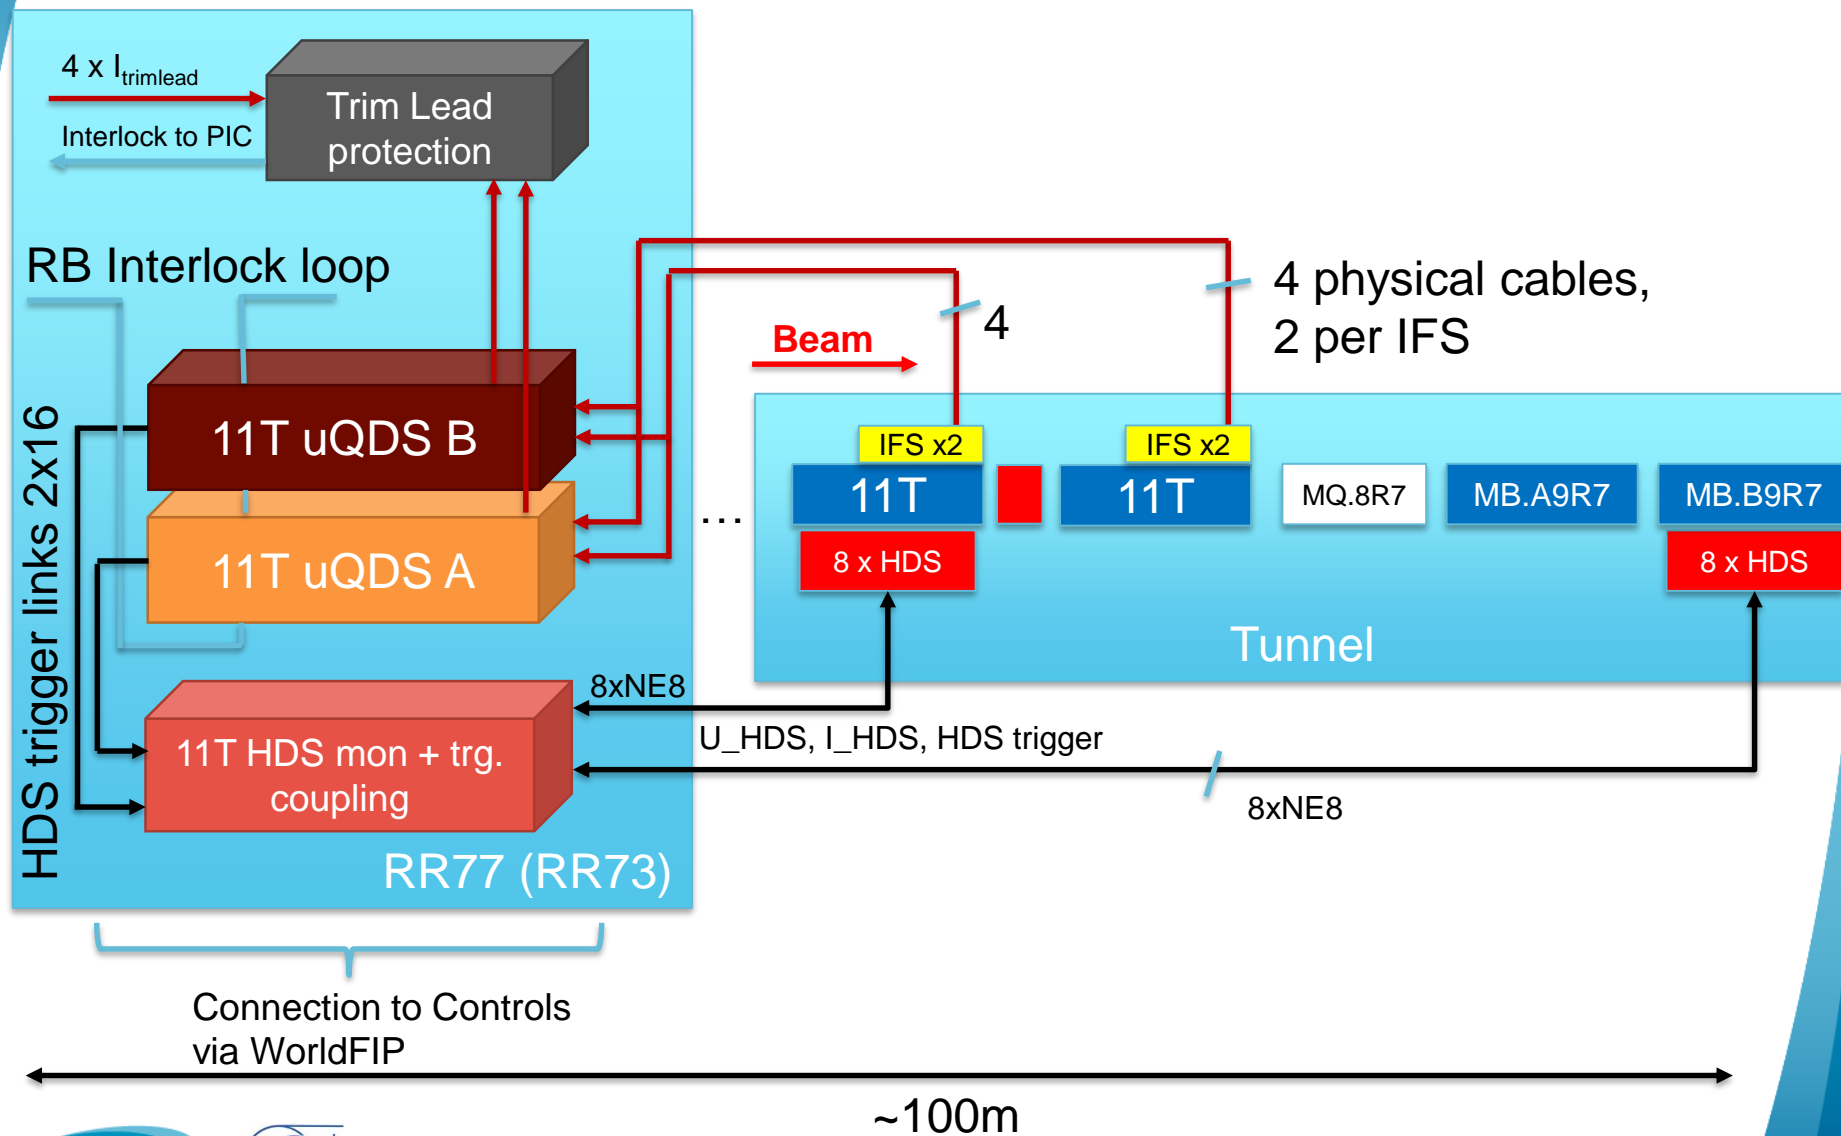 4 x Itrimlead
Interlock to PIC
Trim Lead
protection
RB Interlock loop
11T uQDS B
11T uQDS A
HDS trigger links 2x16
11T HDS mon + trg.
coupling
RR77 (RR73)
Connection to Controls
via WorldFIP
4
4 physical cables,
2 per IFS
Beam
...
IFS x2
IFS x2
11T
11T
MQ.8R7
MB.A9R7
MB.B9R7
8 x HDS
8 x HDS
Tunnel
8xNE8
U_HDS, I_HDS, HDS trigger
8xNE8
~100m